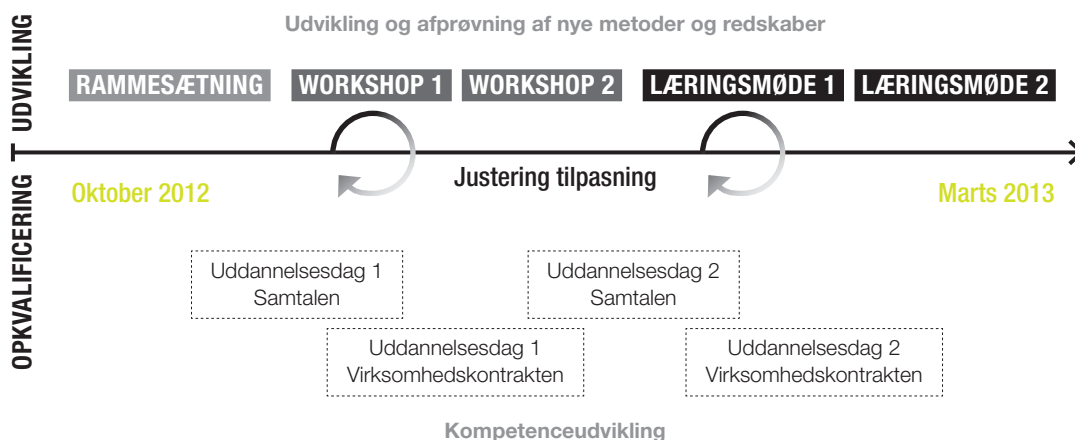 Udvikling og afprøvning af nye metoder og redskaber
UDVIKLING
RAMMESÆTNING
WORKSHOP 1
WORKSHOP 2
LÆRINGSMØDE 1
LÆRINGSMØDE 2
Justering tilpasning
Oktober 2012
Marts 2013
OPKVALIFICERING
Uddannelsesdag 1
Samtalen
Uddannelsesdag 2
Samtalen
Uddannelsesdag 1
Virksomhedskontrakten
Uddannelsesdag 2
Virksomhedskontrakten
Kompetenceudvikling